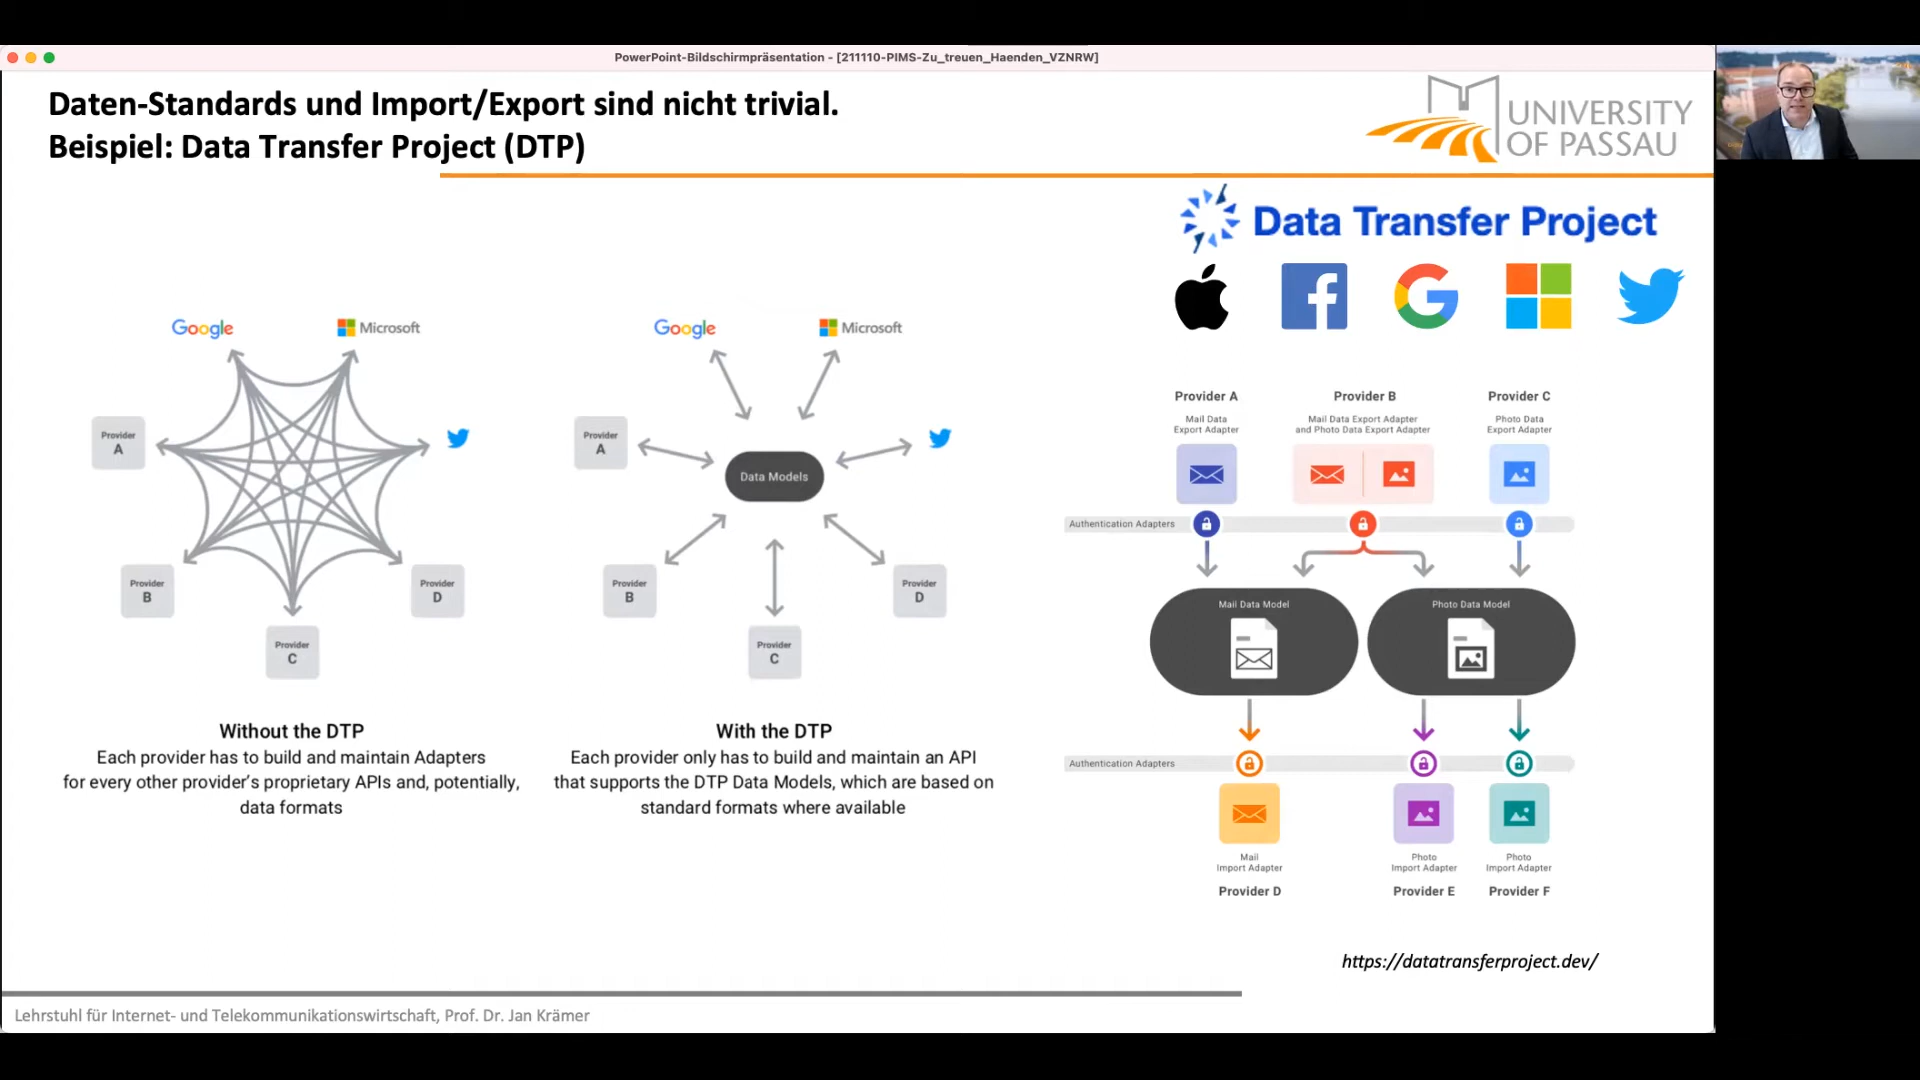 PowerPoint-Bildschirmpräsentation - [211110-PIMS-Zu_treuen_Haenden_VZNRW]
Daten-Standards und Import/Export sind nicht trivial.
Beispiel: Data Transfer Project (DTP)
UNIVERSITY
OF PASSAU
Data Transfer Project
Google
Microsoft
Provider
A
Provider
B
Provider
C
Provider
D
Without the DTP
Each provider has to build and maintain Adapters
for every other provider's proprietary APIs and, potentially,
data formats
Google
Microsoft
Provider
A
Data Models
Provider
B
Provider
C
Provider
D
With the DTP
Each provider only has to build and maintain an API
that supports the DTP Data Models, which are based on
standard formats where available
Provider A
Mail Data
Export Adapter
Provider B
Mail Data Export Adapter
and Photo Data Export Adapter
Provider C
Photo Data
Export Adapter
Authentication Adapters
Mail Data Model
Photo Data Model
Authentication Adapters
Mail
Import Adapter
Provider D
Photo
Import Adapter
Provider E
Photo
Import Adapter
Provider F
https://datatransferproject.dev/
Lehrstuhl für Internet- und Telekommunikationswirtschaft, Prof. Dr. Jan Krämer